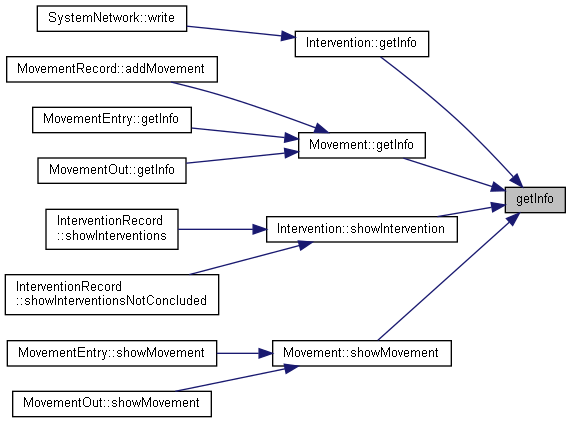 SystemNetwork::write
Intervention::getInfo
MovementRecord::addMovement
MovementEntry::getInfo
Movement::getInfo
MovementOut::getInfo
getInfo
InterventionRecord
::showInterventions
Intervention::showIntervention
InterventionRecord
::showInterventionsNotConcluded
MovementEntry::showMovement
Movement::showMovement
MovementOut::showMovement